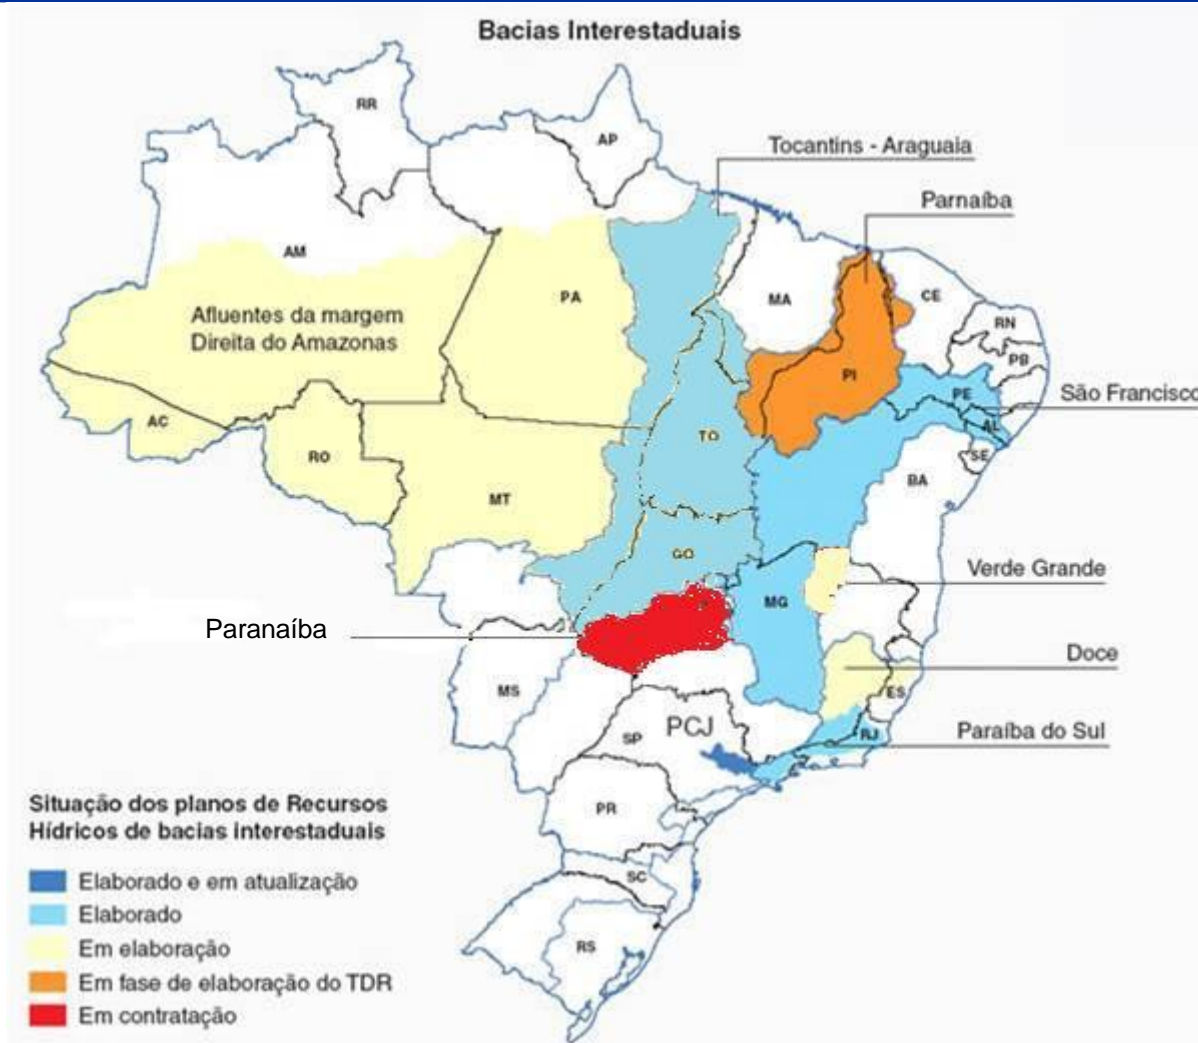 Bacias Interestaduais
RR
AP
Tocantins - Araguaia
Parnaíba
AM
PA
MA
CE
RN
PB
Afluentes da margem
Direita do Amazonas
PI
PE
São Francisco
AC
TO
AL
RO
SE
BA
MT
GO
Verde Grande
MG
Paranaíba
Doce
MS
ES
PCJ
SP
RJ
Paraíba do Sul
PR
SC
RS
Situação dos planos de Recursos
Hídricos de bacias interestaduais
Elaborado e em atualização
Elaborado
Em elaboração
Em fase de elaboração do TDR
Em contratação